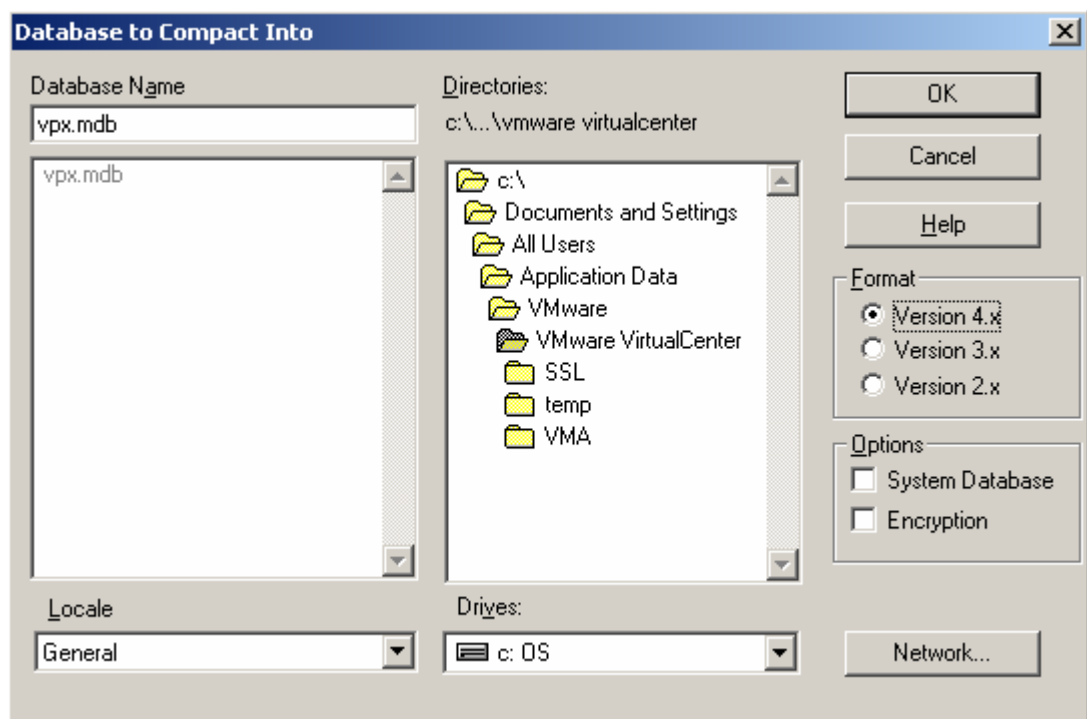 Database to Compact Into
Database Name
vpx.mdb
vpx.mdb
Locale
General
Directories:
c:\...\vmware virtualcenter
c:\
Documents and Settings
All Users
Application Data
VMware
VMware VirtualCenter
SSL
temp
VMA
Drives:
c: OS
OK
Cancel
Help
Format
Version 4.x
Version 3.x
Version 2.x
Options
System Database
Encryption
Network...